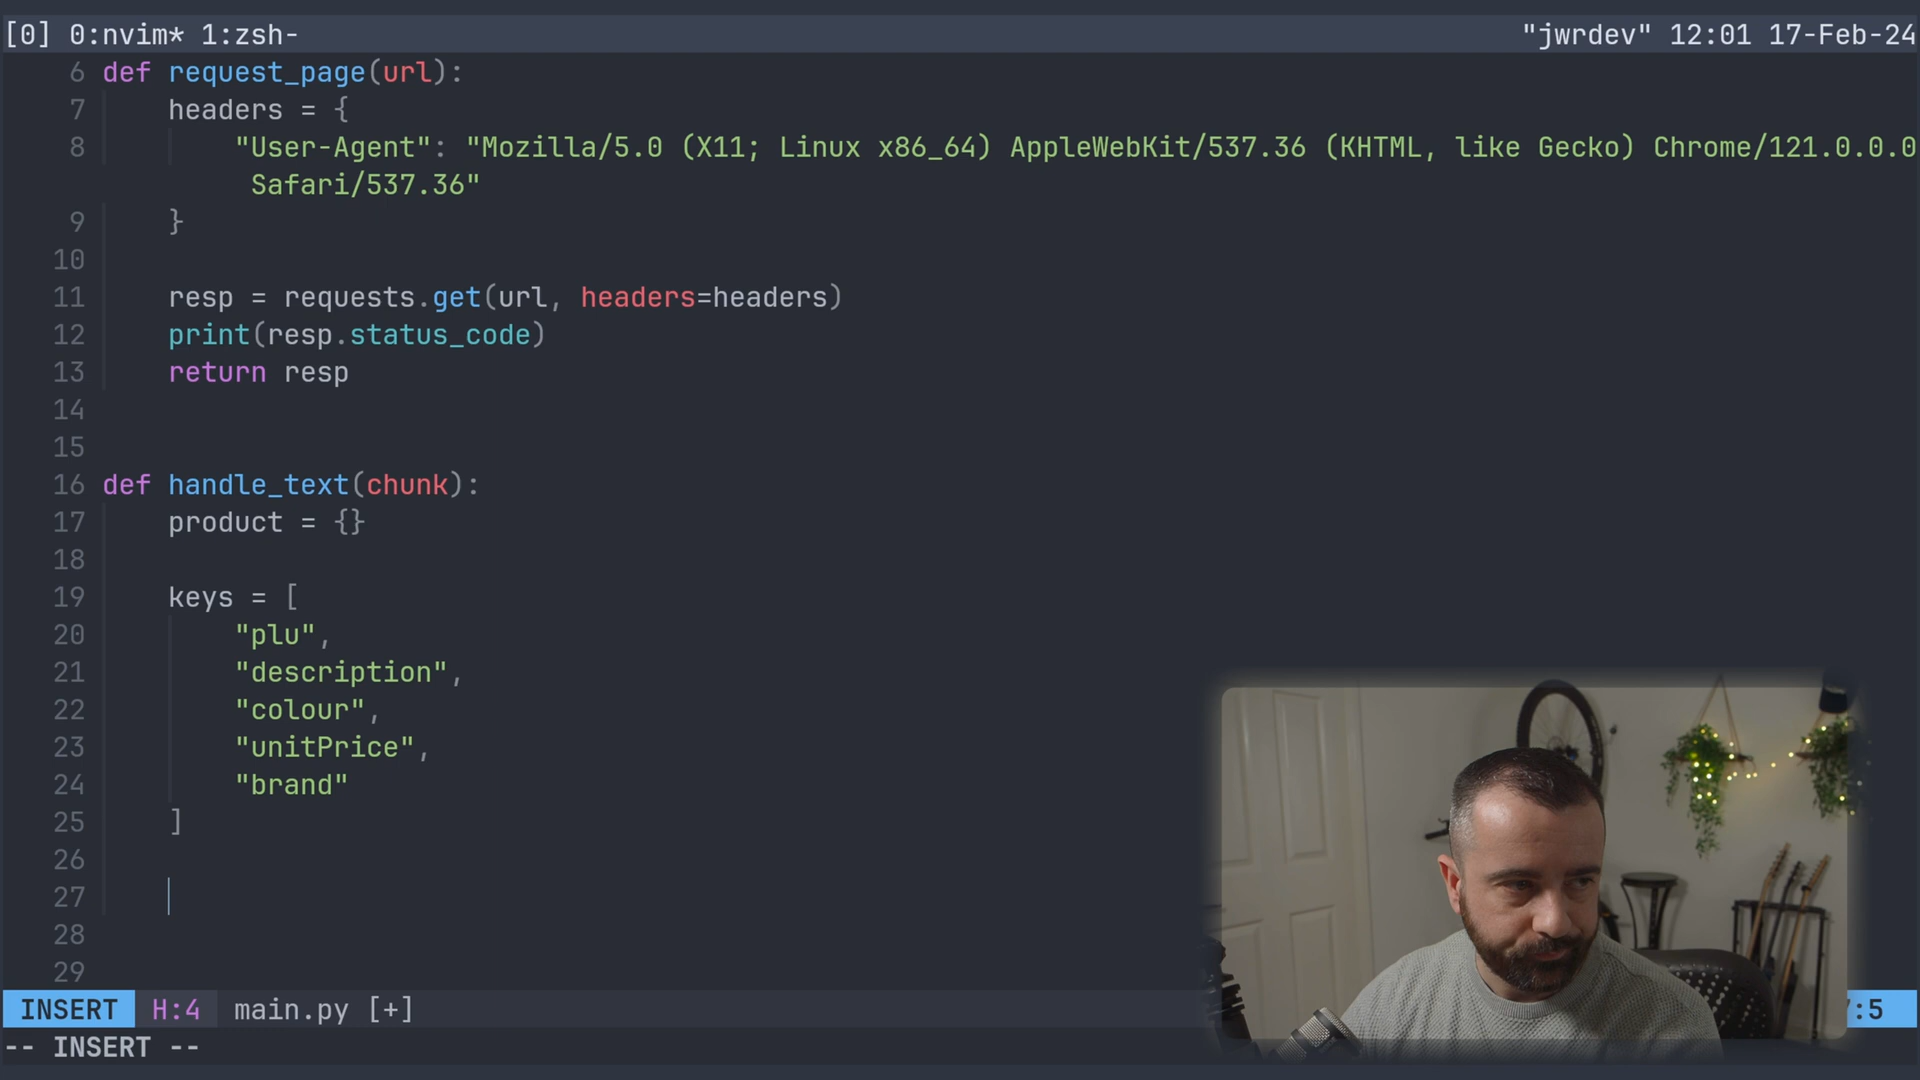 [0] 0:nvim* 1:zsh- "jwrdev" 12:01 17-Feb-24
6 def request_page(url):
7 headers = {
8 "User-Agent": "Mozilla/5.0 (X11; Linux x86_64) AppleWebKit/537.36 (KHTML, like Gecko) Chrome/121.0.0.0
Safari/537.36"
9 }
10
11 resp = requests.get(url, headers=headers)
12 print(resp.status_code)
13 return resp
14
15
16 def handle_text(chunk):
17 product = {}
18
19 keys = [
20 "plu",
21 "description",
22 "colour",
23 "unitPrice",
24 "brand"
25 ]
26
27
28
29
INSERT H:4 main.py [+] :5
-- INSERT --